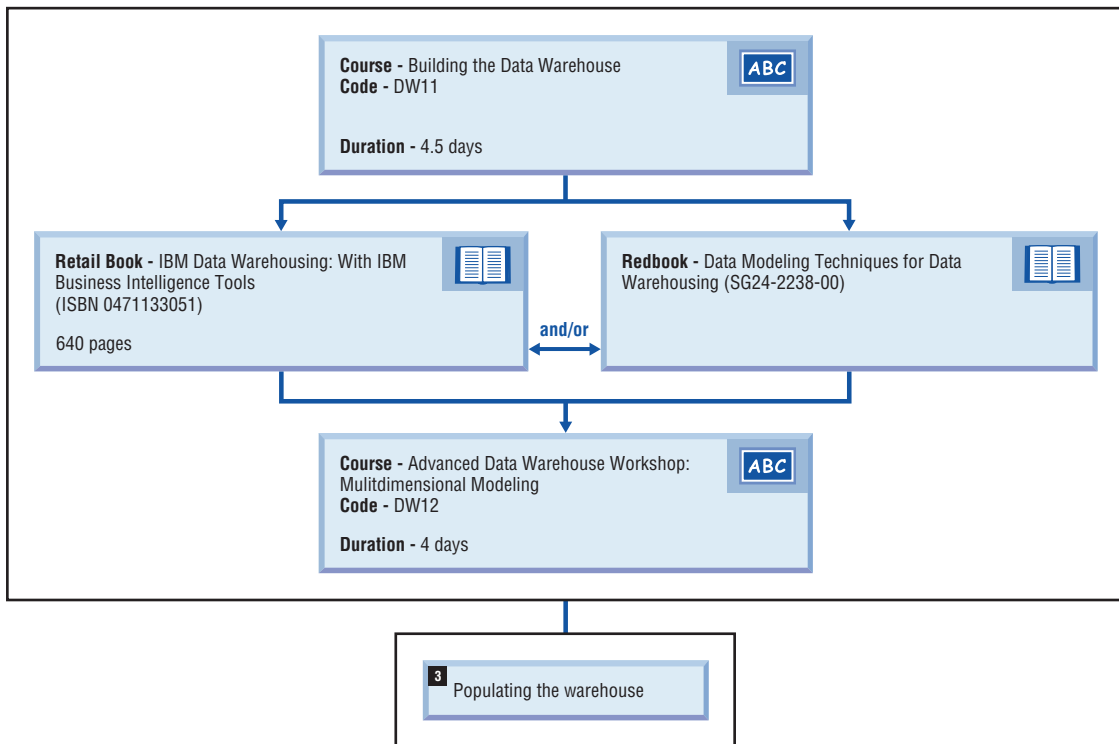 Course - Building the Data Warehouse
Code - DW11
ABC
Duration - 4.5 days
Retail Book - IBM Data Warehousing: With IBM
Business Intelligence Tools
(ISBN 0471133051)
640 pages
and/or
Redbook - Data Modeling Techniques for Data
Warehousing (SG24-2238-00)
Course - Advanced Data Warehouse Workshop:
Mulitdimensional Modeling
Code - DW12
ABC
Duration - 4 days
3
Populating the warehouse